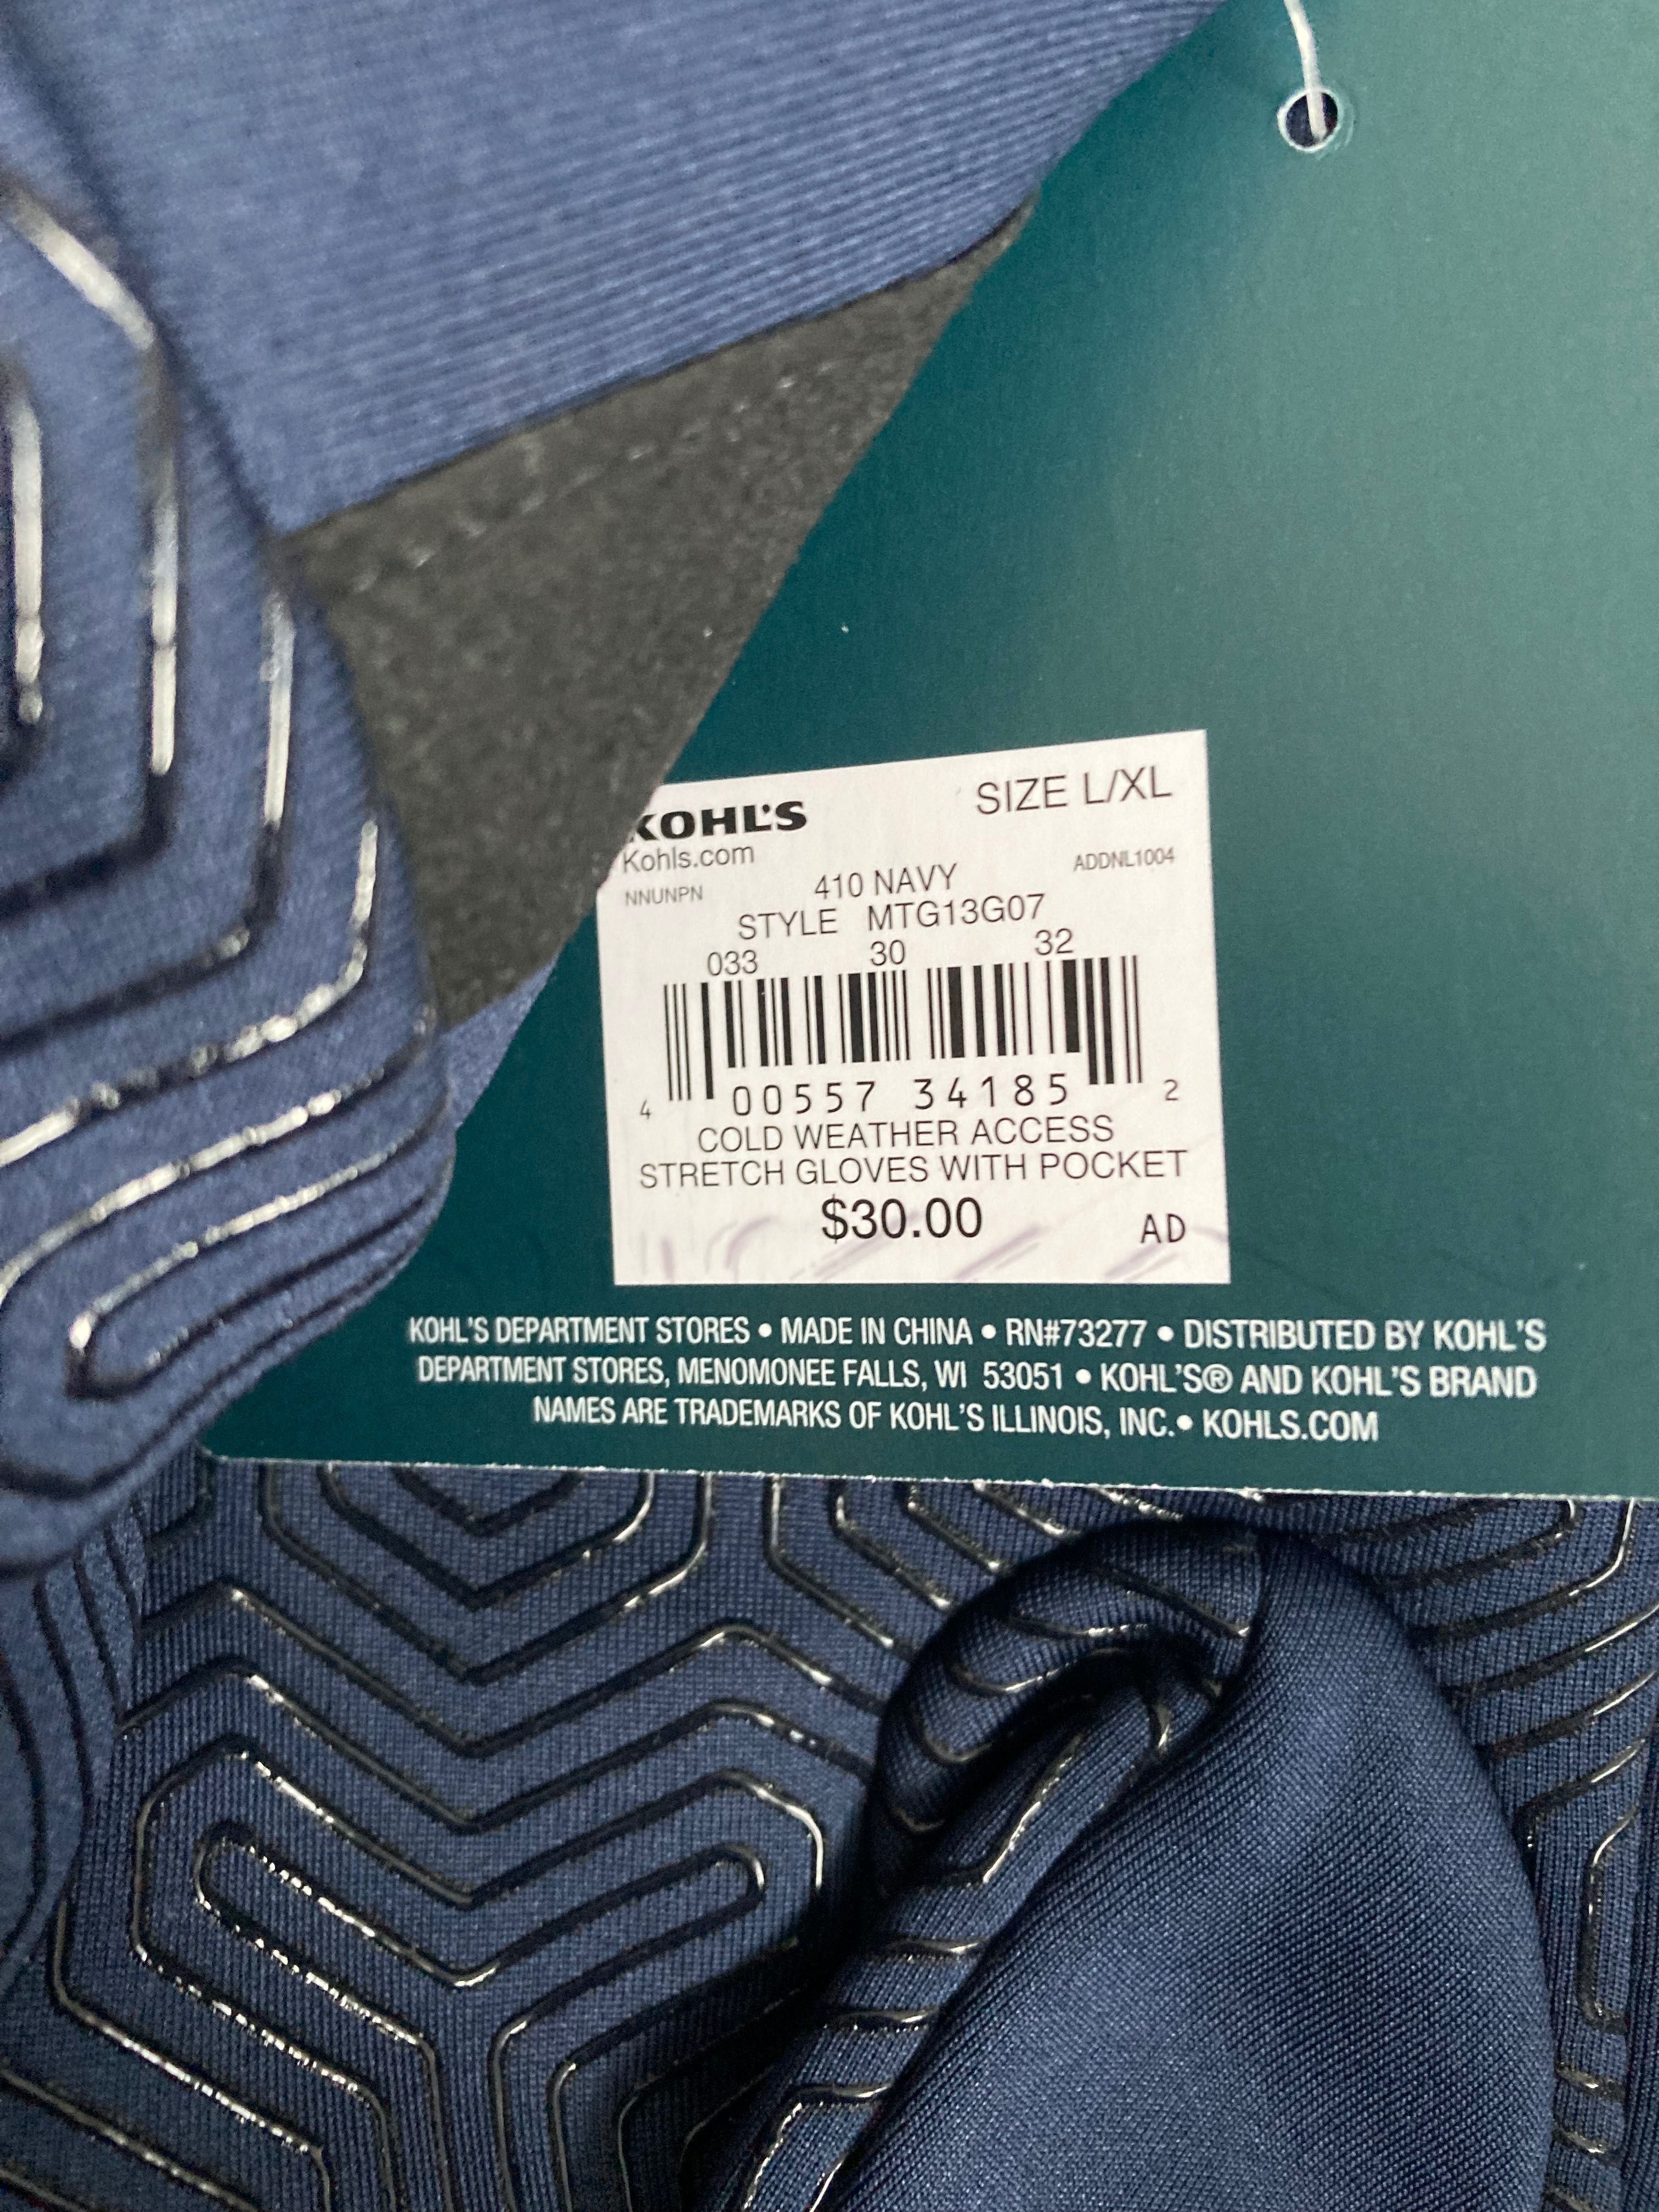 KOHL'S
SIZE L/XL
Kohls.com
ADDNL1004
NNUNPN
410 NAVY
STYLE MTG13G07
033 30 32
4 00557 34185 2
COLD WEATHER ACCESS
STRETCH GLOVES WITH POCKET
$30.00
AD
KOHL'S DEPARTMENT STORES • MADE IN CHINA • RN#73277 • DISTRIBUTED BY KOHL'S
DEPARTMENT STORES, MENOMONEE FALLS, WI 53051 • KOHL'S® AND KOHL'S BRAND
NAMES ARE TRADEMARKS OF KOHL'S ILLINOIS, INC.• KOHLS.COM